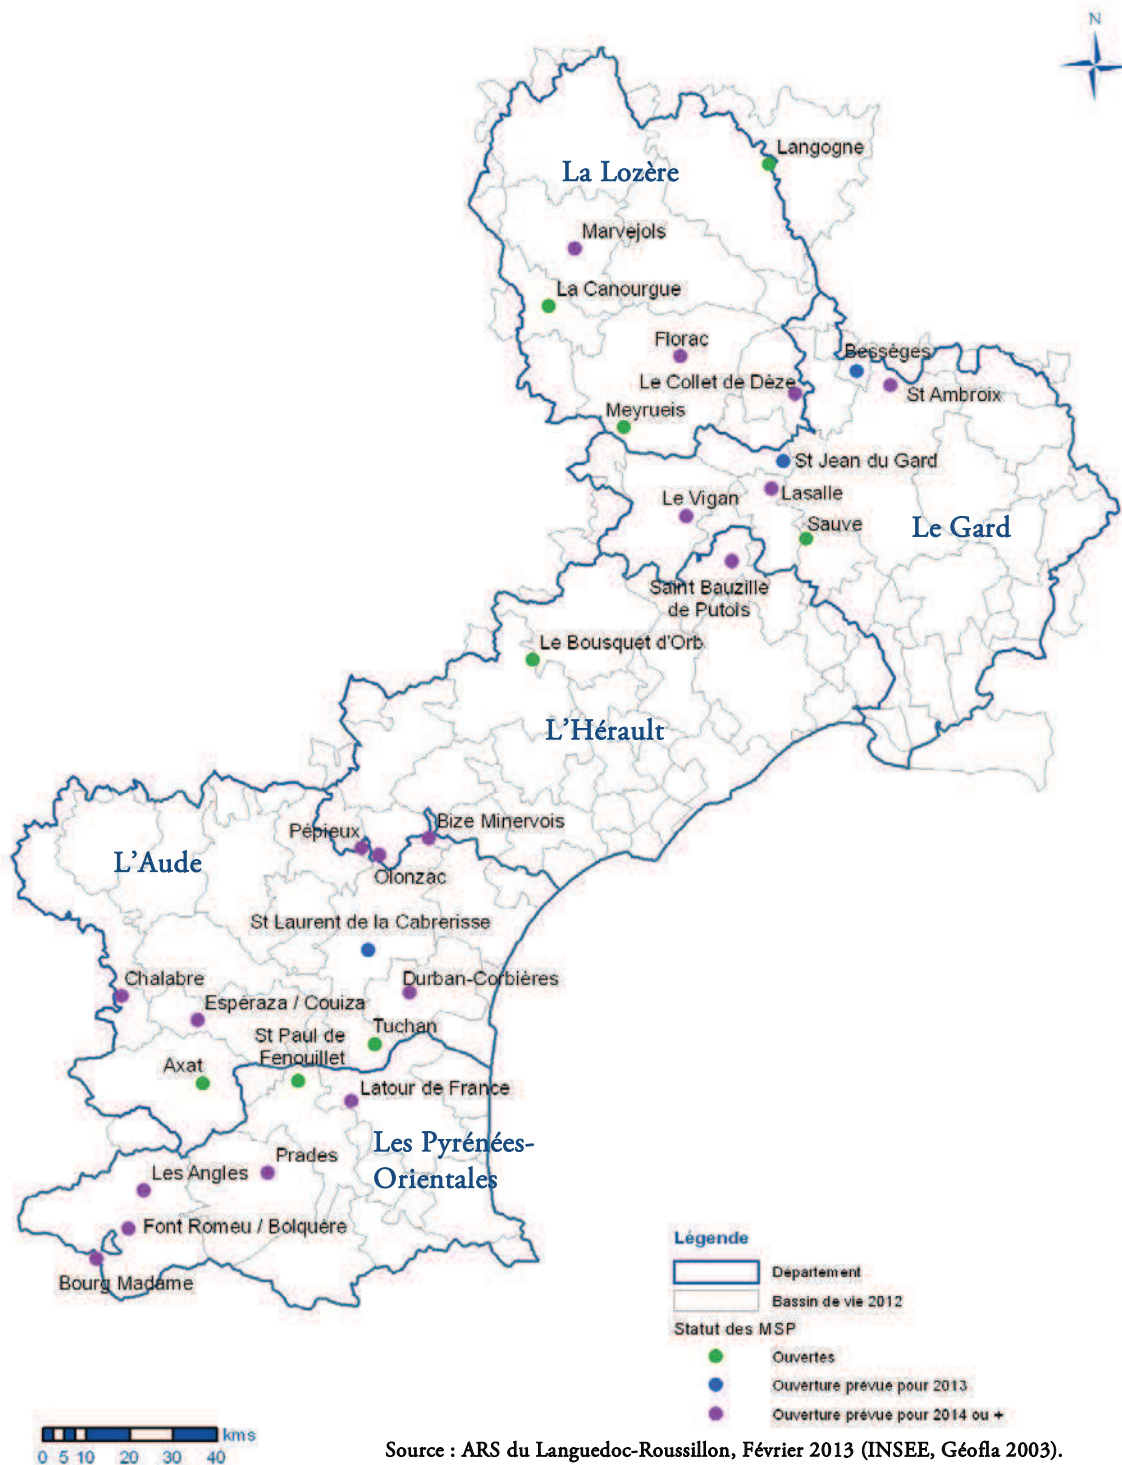 N
Langogne
La Lozère
Marvejols
La Canourgue
Florac
Bessèges
Le Collet de Dèze
St Ambroix
Meyrueis
St Jean du Gard
Lasalle
Le Vigan
Sauve
Le Gard
Saint Bauzille
de Putois
Le Bousquet d'Orb
L'Hérault
Bize Minervois
Pépieux
L'Aude
Olonzac
St Laurent de la Cabrerisse
Chalabre
Durban-Corbières
Espéraza / Couiza
Tuchan
St Paul de
Fenouillet
Axat
Latour de France
Les Pyrénées-
Orientales
Prades
Les Angles
Font Romeu / Bolquère
Bourg Madame
Légende
Département
Bassin de vie 2012
Statut des MSP
Ouvertes
Ouverture prévue pour 2013
Ouverture prévue pour 2014 ou +
kms
0 5 10 20 30 40
Source : ARS du Languedoc-Roussillon, Février 2013 (INSEE, Géofla 2003).